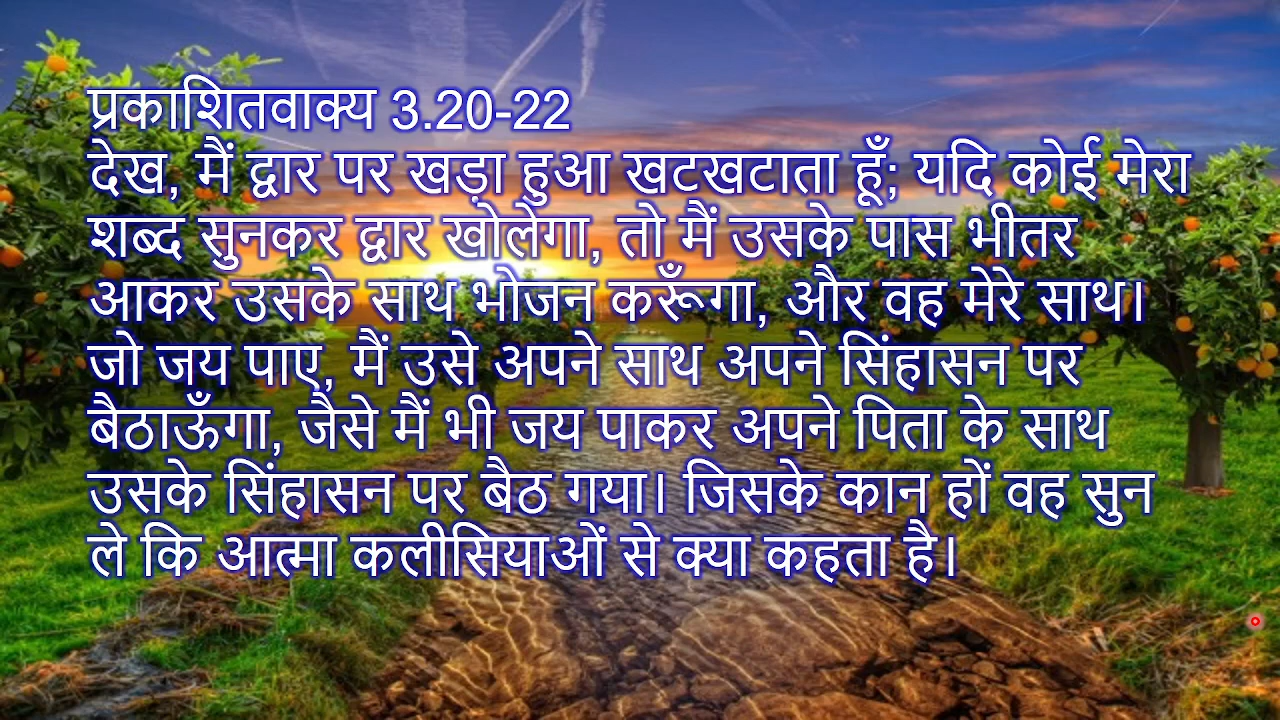 प्रकाशितवाक्य 3.20-22
देख, मैं द्वार पर खड़ा हुआ खटखटाता हूँ; यदि कोई मेरा
शब्द सुनकर द्वार खोलेगा, तो मैं उसके पास भीतर
आकर उसके साथ भोजन करूँगा, और वह मेरे साथ।
जो जय पाए, मैं उसे अपने साथ अपने सिंहासन पर
बैठाऊँगा, जैसे मैं भी जय पाकर अपने पिता के साथ
उसके सिंहासन पर बैठ गया। जिसके कान हों वह सुन
ले कि आत्मा कलीसियाओं से क्या कहता है।